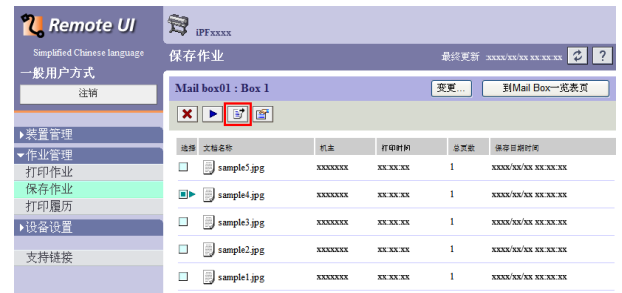 Remote UI
iPFxxxx
Simplified Chinese language
一般用户方式
注销
保存作业
最终更新 xxxx/xx/xx xx:xx:xx
?
Mail box01 : Box 1
变更...
到Mail Box一览表页
装置管理
作业管理
打印作业
保存作业
打印履历
设备设置
支持链接
选择 文档名称 机主 打印时间 总页数 保存日期时间
sample5.jpg xxxxxxx xx:xx:xx 1 xxxx/xx/xx xx:xx:xx
sample4.jpg xxxxxxx xx:xx:xx 1 xxxx/xx/xx xx:xx:xx
sample3.jpg xxxxxxx xx:xx:xx 1 xxxx/xx/xx xx:xx:xx
sample2.jpg xxxxxxx xx:xx:xx 1 xxxx/xx/xx xx:xx:xx
sample1.jpg xxxxxxx xx:xx:xx 1 xxxx/xx/xx xx:xx:xx